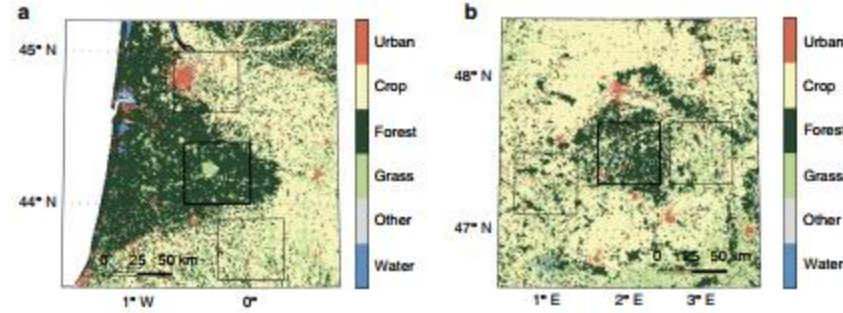 a
45° N
44° N
0 25 50 km
1° W
0°
Urban
Crop
Forest
Grass
Other
Water
b
48° N
47° N
0 25 50 km
1° E
2° E
3° E
Urban
Crop
Forest
Grass
Other
Water